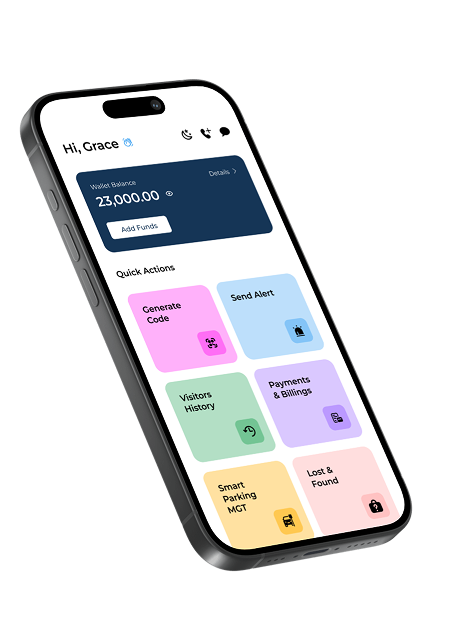 Hi, Grace
Wallet Balance
Details
23,000.00
Add Funds
Quick Actions
Generate
Code
Send Alert
Visitors
History
Payments
& Billings
Smart
Parking
MGT
Lost &
Found